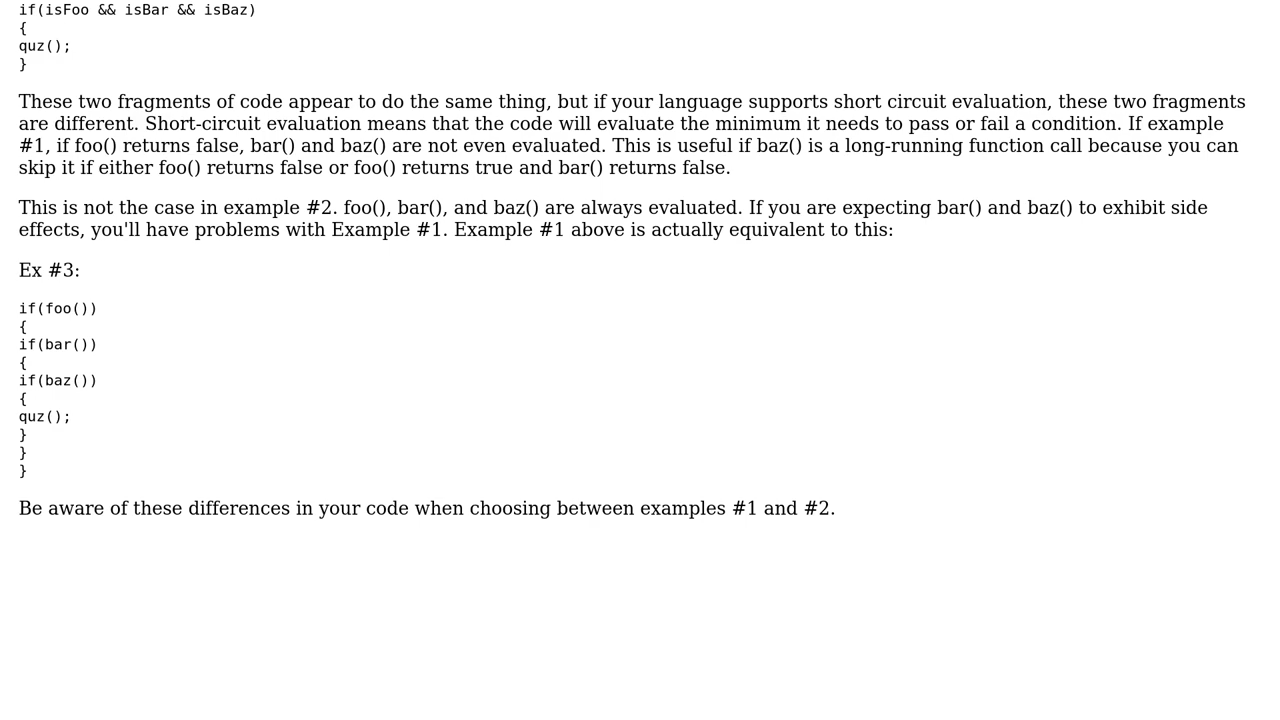 if(isFoo && isBar && isBaz)
{
quz();
}
These two fragments of code appear to do the same thing, but if your language supports short circuit evaluation, these two fragments
are different. Short-circuit evaluation means that the code will evaluate the minimum it needs to pass or fail a condition. If example
#1, if foo() returns false, bar() and baz() are not even evaluated. This is useful if baz() is a long-running function call because you can
skip it if either foo() returns false or foo() returns true and bar() returns false.
This is not the case in example #2. foo(), bar(), and baz() are always evaluated. If you are expecting bar() and baz() to exhibit side
effects, you'll have problems with Example #1. Example #1 above is actually equivalent to this:
Ex #3:
if(foo())
{
if(bar())
{
if(baz())
{
quz();
}
}
}
Be aware of these differences in your code when choosing between examples #1 and #2.